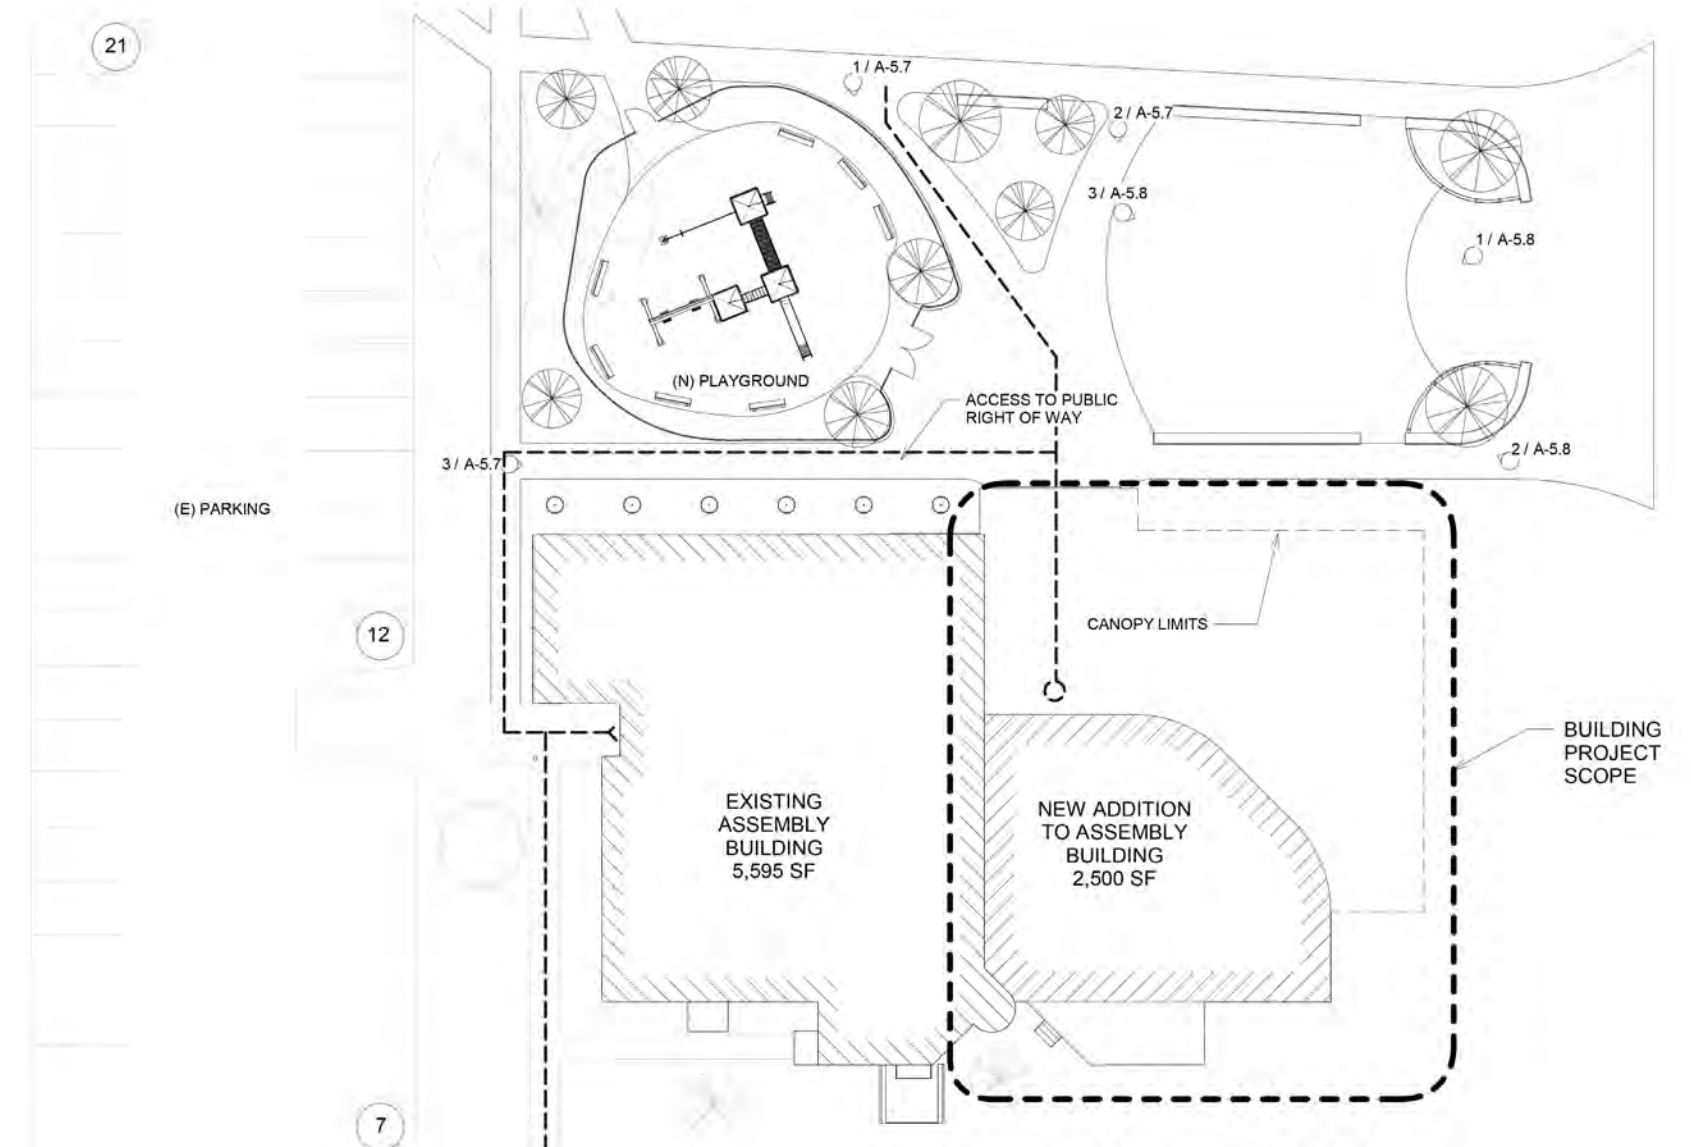 21
1 / A-5.7
2 / A-5.7
3 / A-5.8
1 / A-5.8
(N) PLAYGROUND
ACCESS TO PUBLIC
RIGHT OF WAY
3 / A-5.7
2 / A-5.8
(E) PARKING
12
CANOPY LIMITS
BUILDING
PROJECT
SCOPE
EXISTING
ASSEMBLY
BUILDING
5,595 SF
NEW ADDITION
TO ASSEMBLY
BUILDING
2,500 SF
7